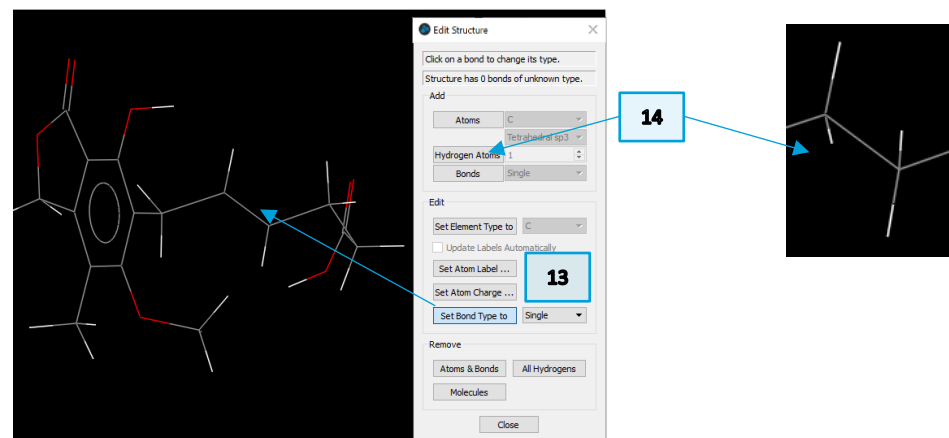 Edit Structure
Click on a bond to change its type.
Structure has 0 bonds of unknown type.
Add
Atoms C
Tetrahedral sp3
Hydrogen Atoms 1
Bonds Single
14
Edit
Set Element Type to C
Update Labels Automatically
Set Atom Label ...
13
Set Atom Charge ...
Set Bond Type to Single
Remove
Atoms & Bonds All Hydrogens
Molecules
Close